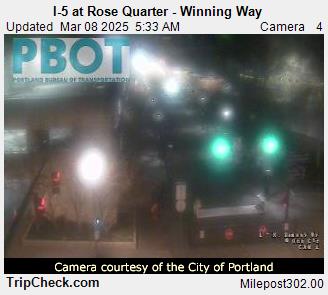 I-5 at Rose Quarter - Winning Way
Updated Mar 08 2025 5:33 AM Camera 4
PBOT
PORTLAND BUREAU OF TRANSPORTATION
Camera courtesy of the City of Portland
TripCheck.com Milepost302.00